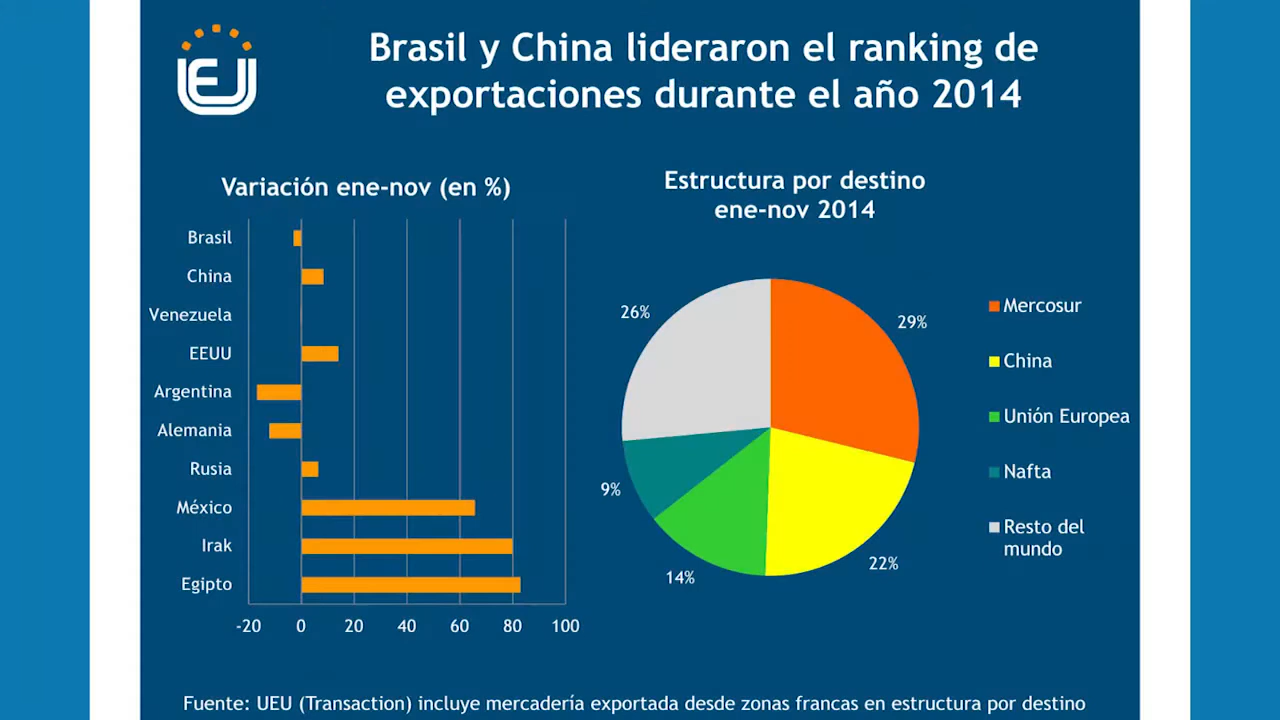 UEU
Brasil y China lideraron el ranking de
exportaciones durante el año 2014
Variación ene-nov (en %)
Brasil
China
Venezuela
EEUU
Argentina
Alemania
Rusia
México
Irak
Egipto
-20 0 20 40 60 80 100
Estructura por destino
ene-nov 2014
26%
29%
9%
14%
22%
Mercosur
China
Unión Europea
Nafta
Resto del
mundo
Fuente: UEU (Transaction) incluye mercadería exportada desde zonas francas en estructura por destino